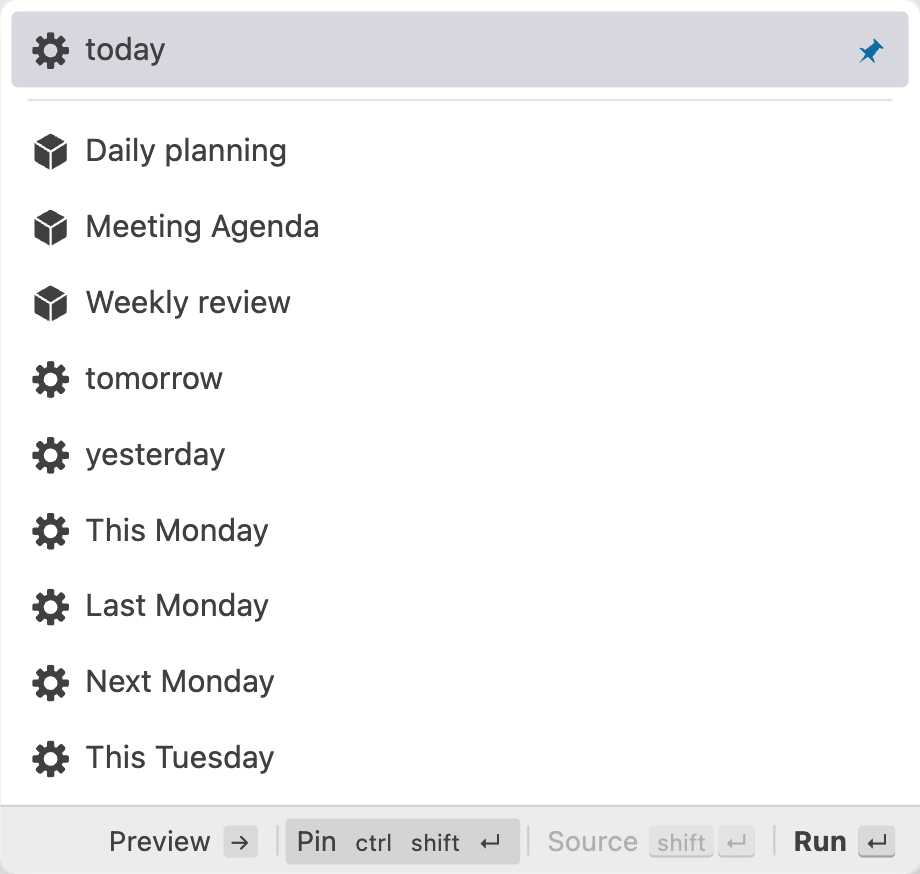 today
Daily planning
Meeting Agenda
Weekly review
tomorrow
yesterday
This Monday
Last Monday
Next Monday
This Tuesday
Preview → Pin ctrl shift ↵ Source shift ↵ Run ↵